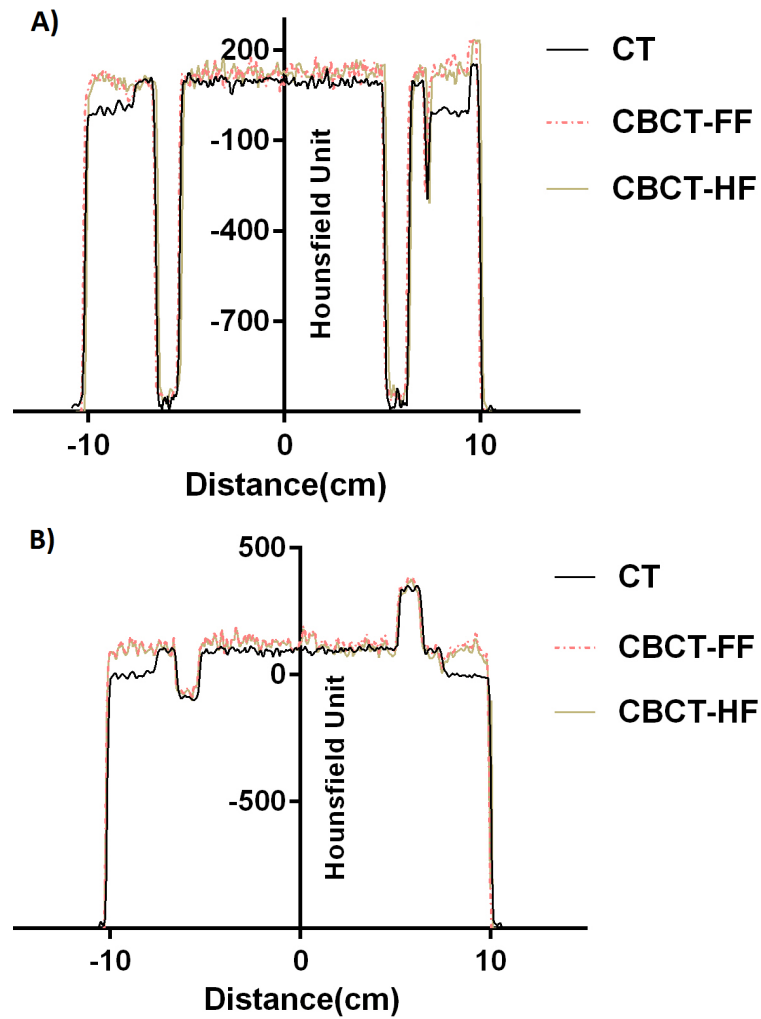 A)
200
-100
-400
-700
Hounsfield Unit
-10
0
10
Distance(cm)
CT
CBCT-FF
CBCT-HF
B)
500
0
-500
Hounsfield Unit
-10
0
10
Distance(cm)
CT
CBCT-FF
CBCT-HF